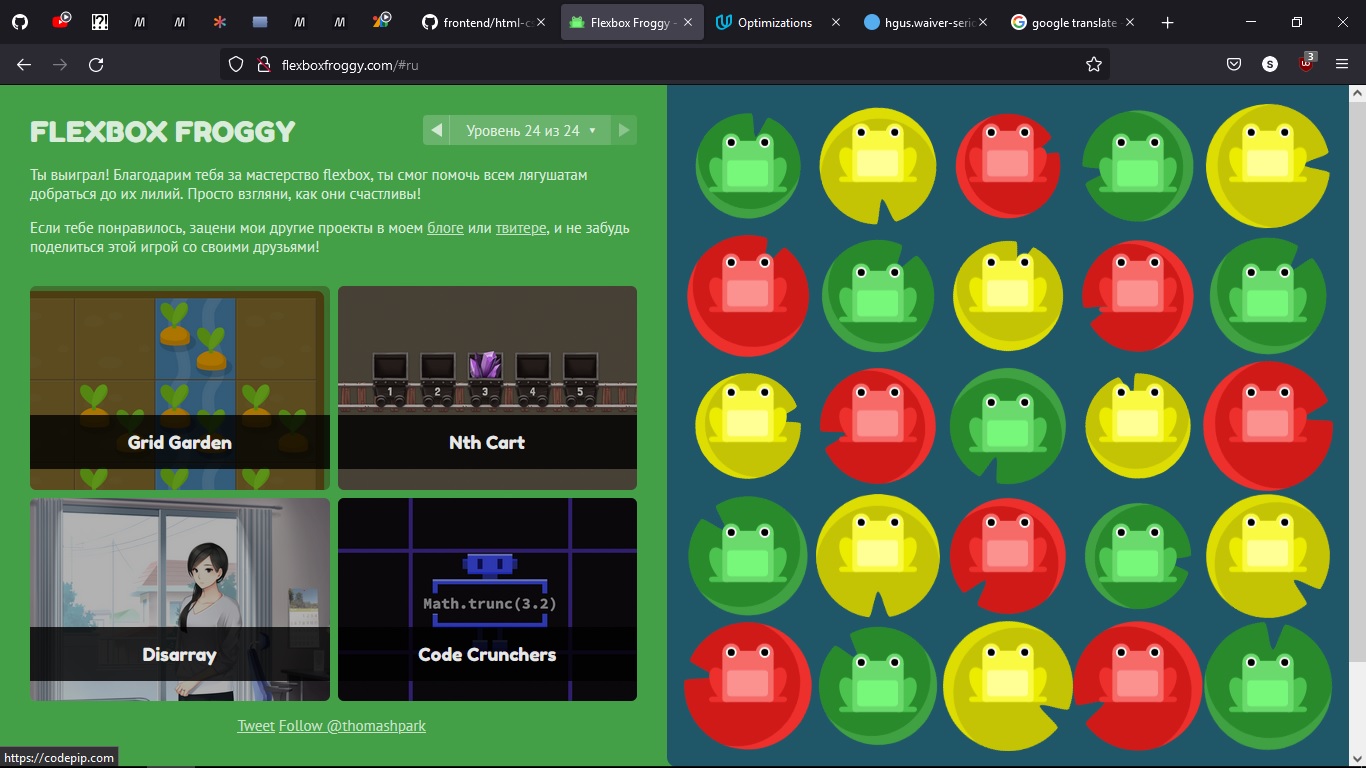 frontend/html-c
Flexbox Froggy -
Optimizations
hgus.waiver-seri
google translate
flexboxfroggy.com/#ru
S
3
FLEXBOX FROGGY
Уровень 24 из 24
Ты выиграл! Благодарим тебя за мастерство flexbox, ты смог помочь всем лягушатам
добраться до их лилий. Просто взгляни, как они счастливы!
Если тебе понравилось, зацени мои другие проекты в моем блоге или твитере, и не забудь
поделиться этой игрой со своими друзьями!
1 2 3 4 5
Grid Garden
Nth Cart
Math.trunc(3.2)
Disarray
Code Crunchers
Tweet Follow @thomashpark
https://codepip.com